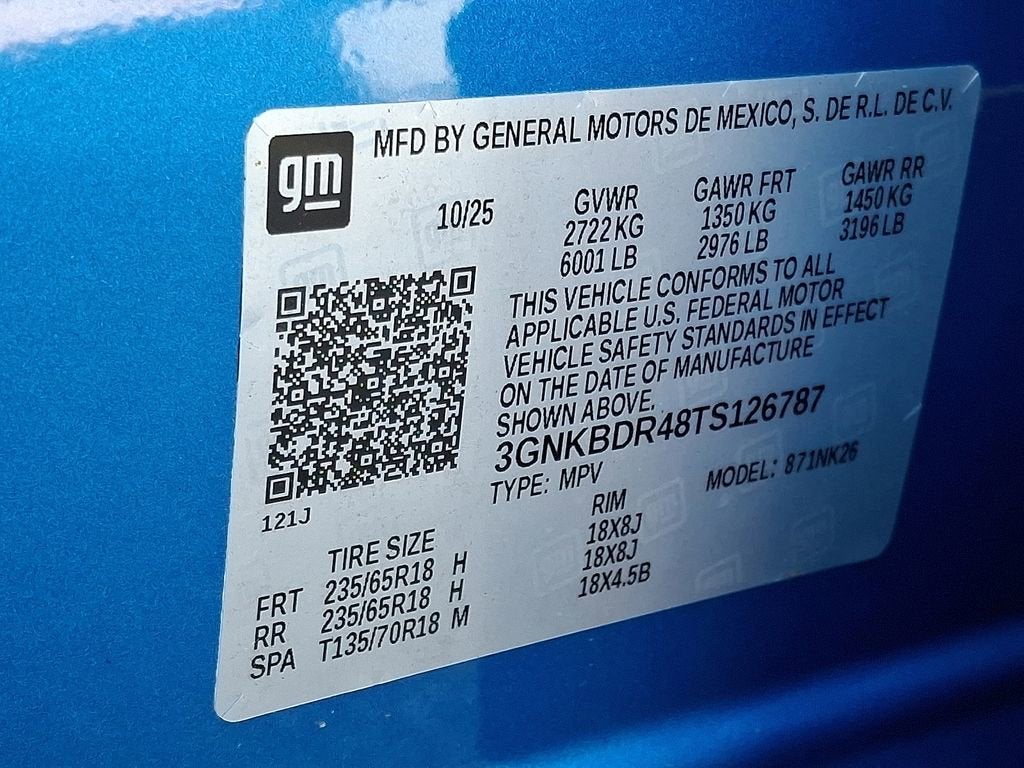 gm
MFD BY GENERAL MOTORS DE MEXICO, S. DE R.L. DE C.V.
10/25
GVWR
2722 KG
6001 LB
GAWR FRT
1350 KG
2976 LB
GAWR RR
1450 KG
3196 LB
THIS VEHICLE CONFORMS TO ALL
APPLICABLE U.S. FEDERAL MOTOR
VEHICLE SAFETY STANDARDS IN EFFECT
ON THE DATE OF MANUFACTURE
SHOWN ABOVE.
3GNKBDR48TS126787
TYPE: MPV
MODEL: 871NK26
121J
TIRE SIZE
RIM
FRT 235/65R18 H 18X8J
RR 235/65R18 H 18X8J
SPA T135/70R18 M 18X4.5B